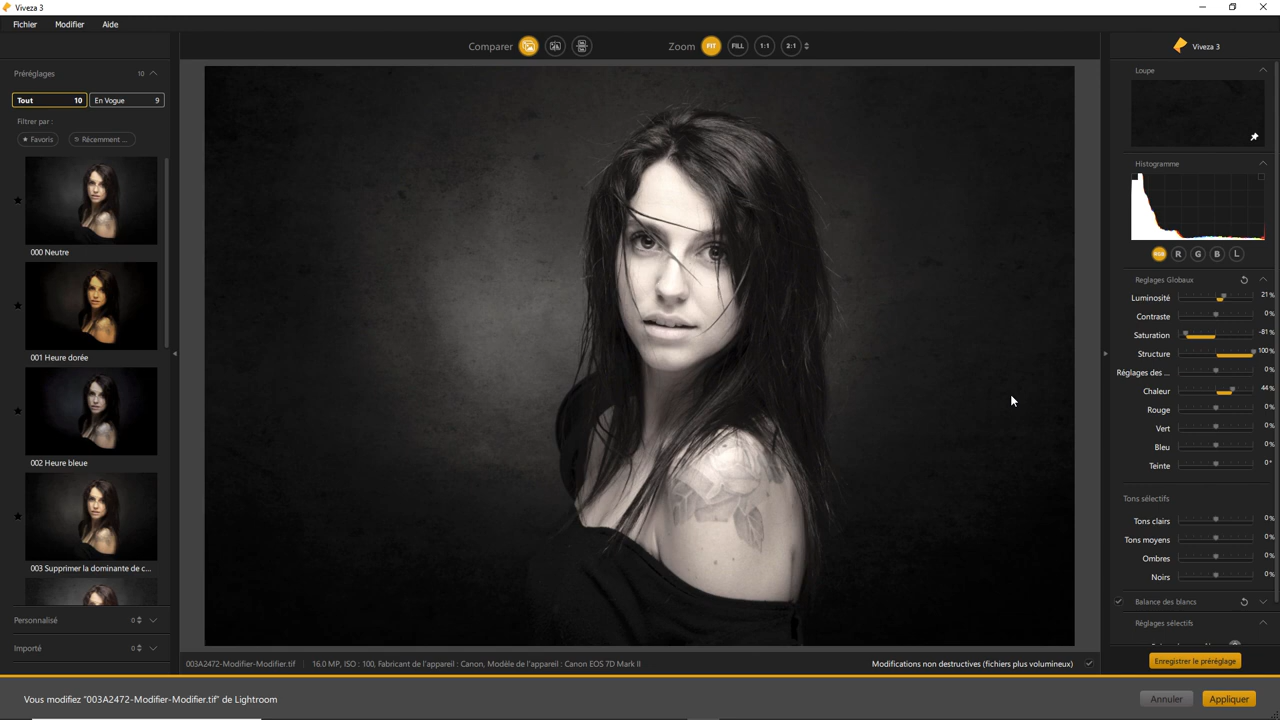 Viveza 3
Fichier Modifier Aide
Comparer
Zoom FIT FILL 1:1 2:1
Viveza 3
Préréglages 10
Tout 10 En Vogue 9
Filtrer par :
Favoris Récemment ...
000 Neutre
001 Heure dorée
002 Heure bleue
003 Supprimer la dominante de c...
Personnalisé 0
Importé 0
Loupe
Histogramme
RGB R G B L
Réglages Globaux
Luminosité 21%
Contraste 0%
Saturation -81%
Structure 100%
Réglages des ... 0%
Chaleur 44%
Rouge 0%
Vert 0%
Bleu 0%
Teinte 0°
Tons sélectifs
Tons clairs 0%
Tons moyens 0%
Ombres 0%
Noirs 0%
Balance des blancs
Réglages sélectifs
Enregistrer le préréglage
003A2472-Modifier-Modifier.tif 16.0 MP, ISO : 100, Fabricant de l'appareil : Canon, Modèle de l'appareil : Canon EOS 7D Mark II
Modifications non destructives (fichiers plus volumineux)
Vous modifiez “003A2472-Modifier-Modifier.tif” de Lightroom
Annuler Appliquer